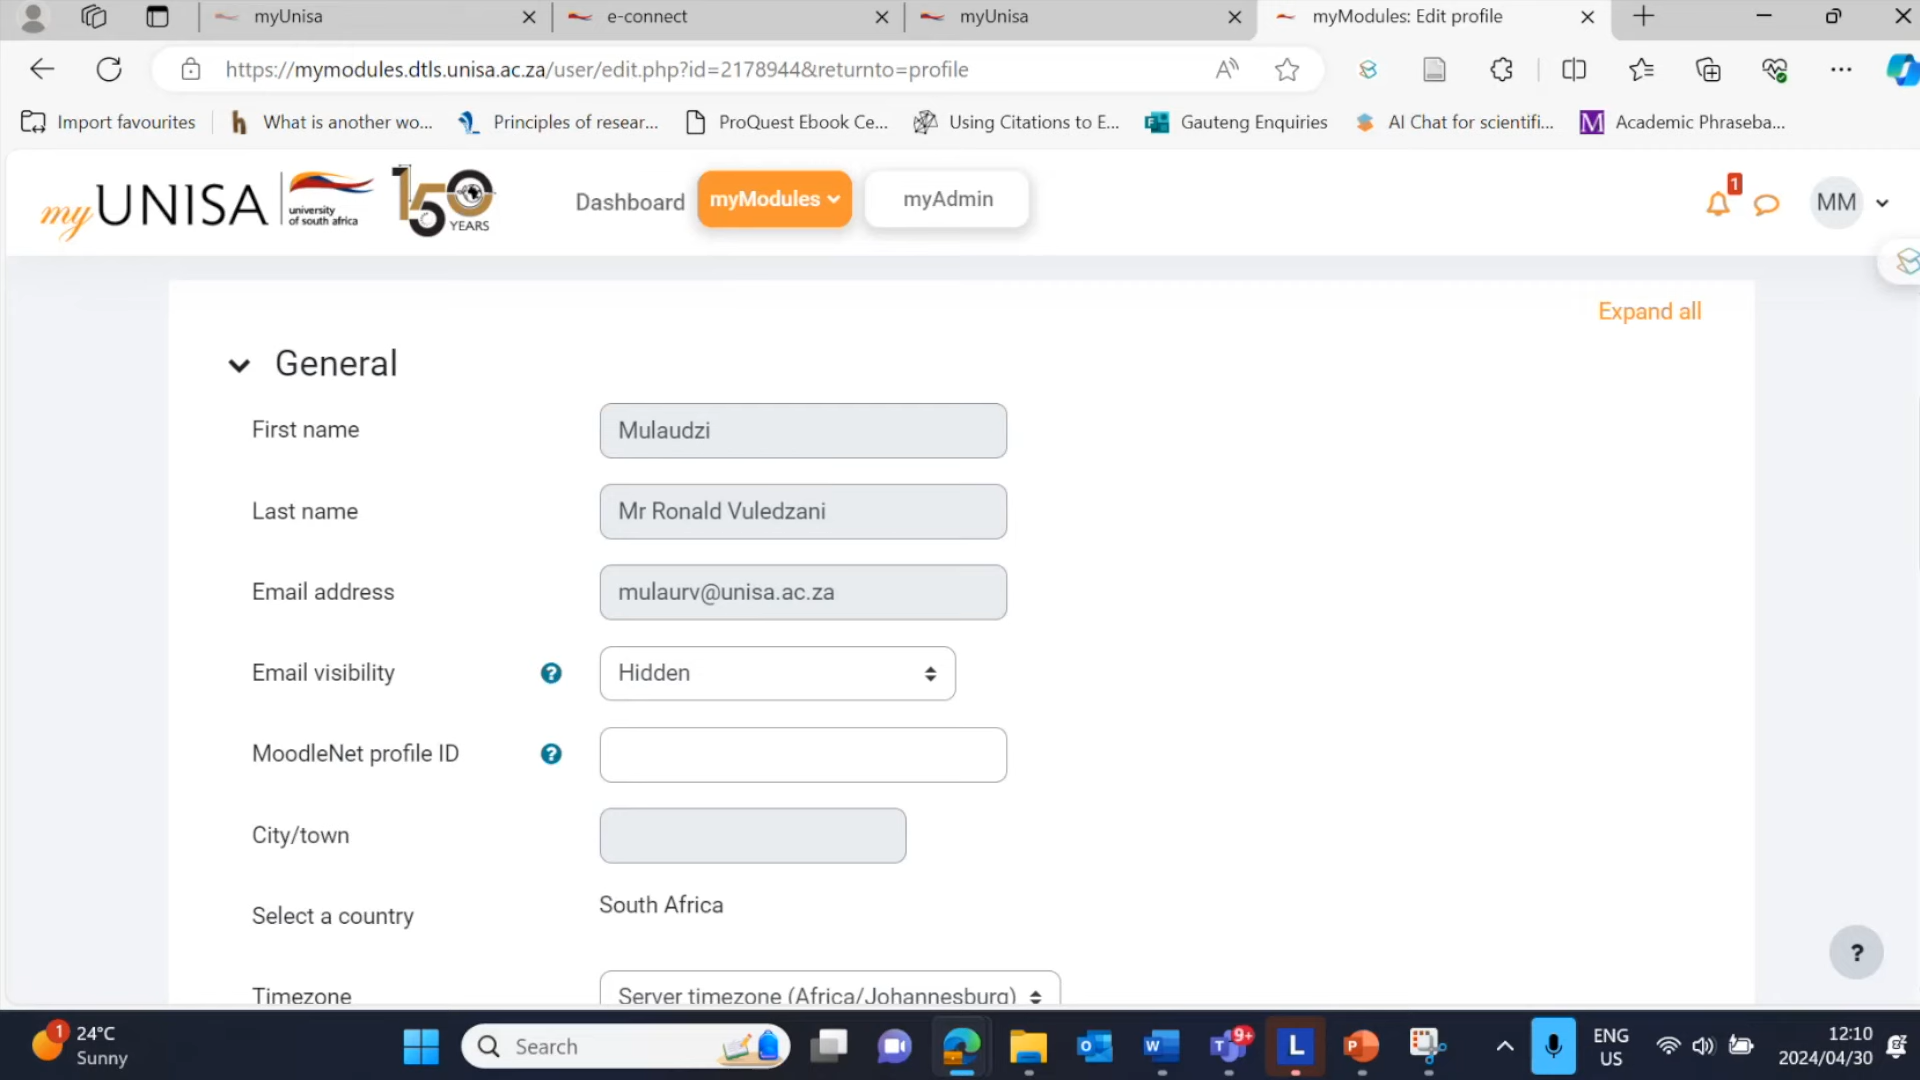 myUnisa
e-connect
myUnisa
myModules: Edit profile
https://mymodules.dtls.unisa.ac.za/user/edit.php?id=2178944&returnto=profile
Import favourites
What is another wo...
Principles of resear...
ProQuest Ebook Ce...
Using Citations to E...
Gauteng Enquiries
AI Chat for scientifi...
Academic Phraseba...
myUNISA
university
of south africa
150
YEARS
Dashboard
myModules
myAdmin
1
MM
Expand all
General
First name
Mulaudzi
Last name
Mr Ronald Vuledzani
Email address
mulaurv@unisa.ac.za
Email visibility
?
Hidden
MoodleNet profile ID
?
City/town
Select a country
South Africa
?
Timezone
Server timezone (Africa/Johannesburg)
1
24°C
Sunny
Search
9+
L
ENG
US
12:10
2024/04/30